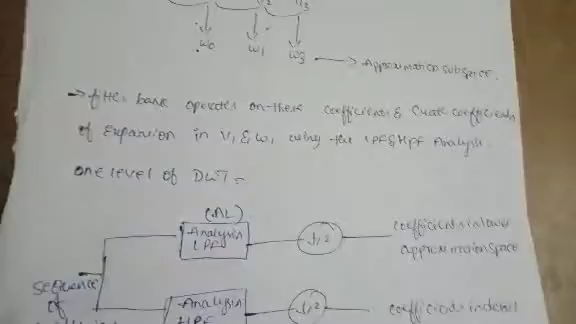 w0 w1 w3 → Approximation subspace.
→ filter bank operates on these coefficients & create coefficients
of Expansion in V1 & W1 using the LPF & HPF Analysis.
one level of DWT =
Analysis
LPF
↓2
coefficients in lower
approximation space
sequence
of
Analysis
HPF
↓2
coefficients in detail